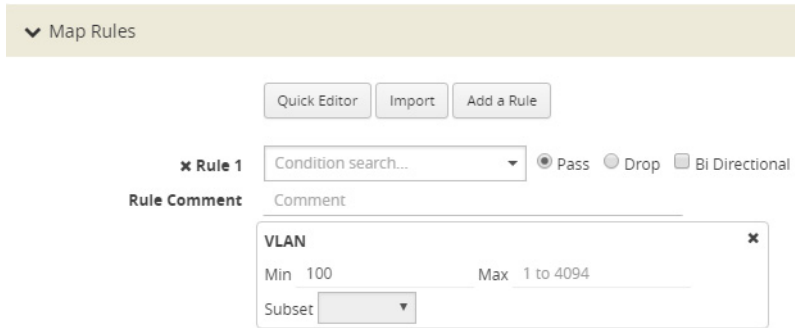 Map Rules
Quick Editor Import Add a Rule
Rule 1 Condition search... Pass Drop Bi Directional
Rule Comment Comment
VLAN
Min 100 Max 1 to 4094
Subset